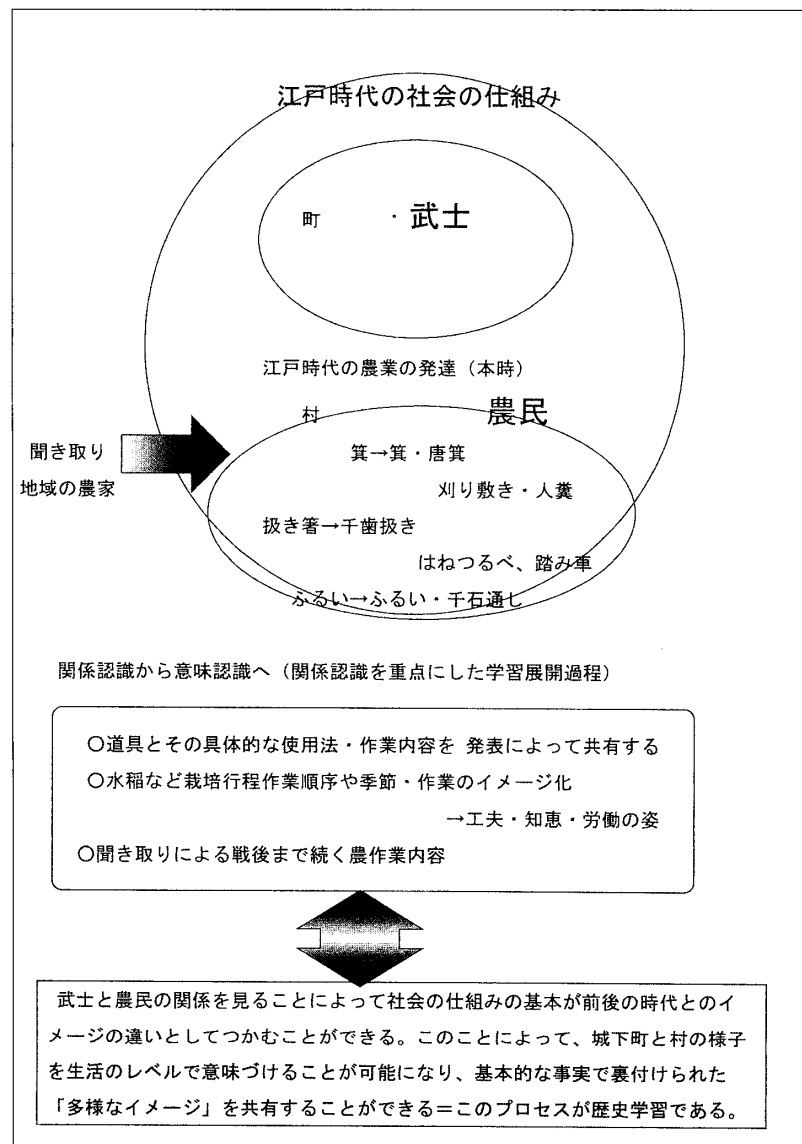 江戸時代の社会の仕組み
町　・武士
江戸時代の農業の発達（本時）
村　農民
聞き取り
地域の農家
箕→箕・唐箕
刈り敷き・人糞
扱き箸→千歯扱き
はねつるべ、踏み車
ふるい→ふるい・千石通し
関係認識から意味認識へ（関係認識を重点にした学習展開過程）
○道具とその具体的な使用法・作業内容を 発表によって共有する
○水稲など栽培行程作業順序や季節・作業のイメージ化
→工夫・知恵・労働の姿
○聞き取りによる戦後まで続く農作業内容
武士と農民の関係を見ることによって社会の仕組みの基本が前後の時代とのイ
メージの違いとしてつかむことができる。このことによって、城下町と村の様子
を生活のレベルで意味づけることが可能になり、基本的な事実で裏付けられた
「多様なイメージ」を共有することができる＝このプロセスが歴史学習である。